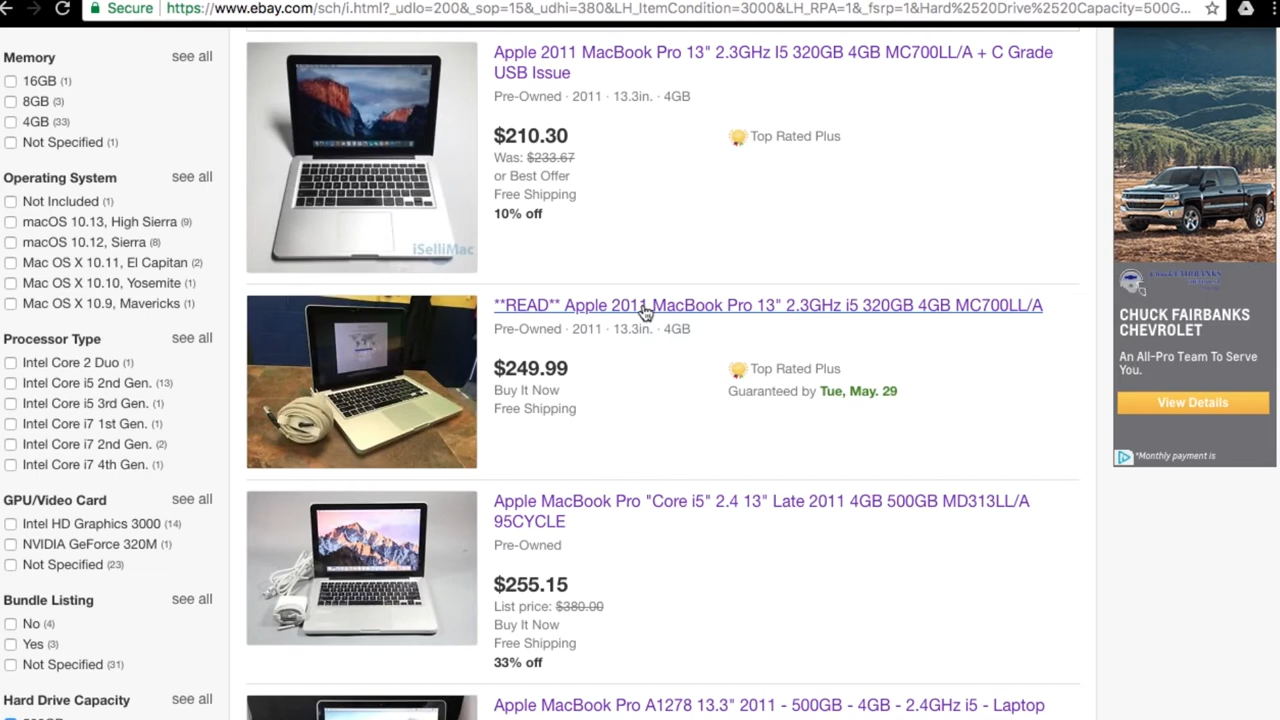 Secure
https://www.ebay.com/sch/i.html?_udlo=200&_sop=15&_udhi=380&LH_ItemCondition=3000&LH_RPA=1&_fsrp=1&Hard%2520Drive%2520Capacity=500G...
Memory see all
16GB (1)
8GB (3)
4GB (33)
Not Specified (1)
Operating System see all
Not Included (1)
macOS 10.13, High Sierra (9)
macOS 10.12, Sierra (8)
Mac OS X 10.11, El Capitan (2)
Mac OS X 10.10, Yosemite (1)
Mac OS X 10.9, Mavericks (1)
Processor Type see all
Intel Core 2 Duo (1)
Intel Core i5 2nd Gen. (13)
Intel Core i5 3rd Gen. (1)
Intel Core i7 1st Gen. (1)
Intel Core i7 2nd Gen. (2)
Intel Core i7 4th Gen. (1)
GPU/Video Card see all
Intel HD Graphics 3000 (14)
NVIDIA GeForce 320M (1)
Not Specified (23)
Bundle Listing see all
No (4)
Yes (3)
Not Specified (31)
Hard Drive Capacity see all
iSelliMac
Apple 2011 MacBook Pro 13" 2.3GHz I5 320GB 4GB MC700LL/A + C Grade
USB Issue
Pre-Owned · 2011 · 13.3in. · 4GB
$210.30
Was: $233.67
or Best Offer
Free Shipping
10% off
Top Rated Plus
**READ** Apple 2011 MacBook Pro 13" 2.3GHz i5 320GB 4GB MC700LL/A
Pre-Owned · 2011 · 13.3in. · 4GB
$249.99
Buy It Now
Free Shipping
Top Rated Plus
Guaranteed by Tue, May. 29
Apple MacBook Pro "Core i5" 2.4 13" Late 2011 4GB 500GB MD313LL/A
95CYCLE
Pre-Owned
$255.15
List price: $380.00
Buy It Now
Free Shipping
33% off
Apple MacBook Pro A1278 13.3" 2011 - 500GB - 4GB - 2.4GHz i5 - Laptop
CHUCK FAIRBANKS
CHEVROLET
An All-Pro Team To Serve
You.
View Details
*Monthly payment is